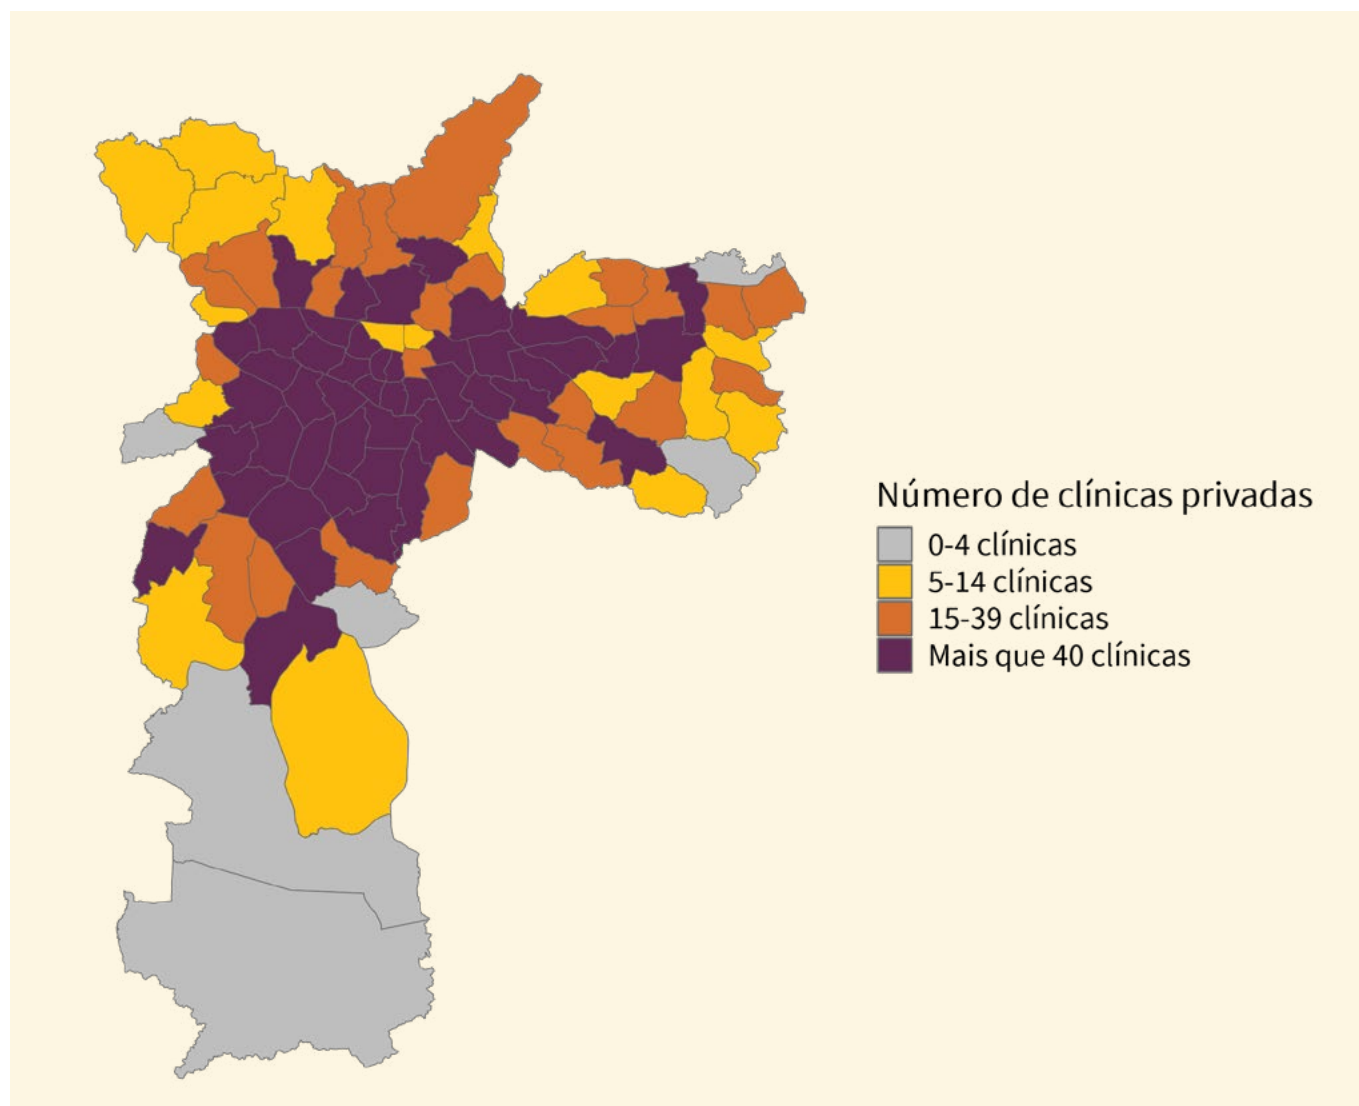 Número de clínicas privadas
0-4 clínicas
5-14 clínicas
15-39 clínicas
Mais que 40 clínicas